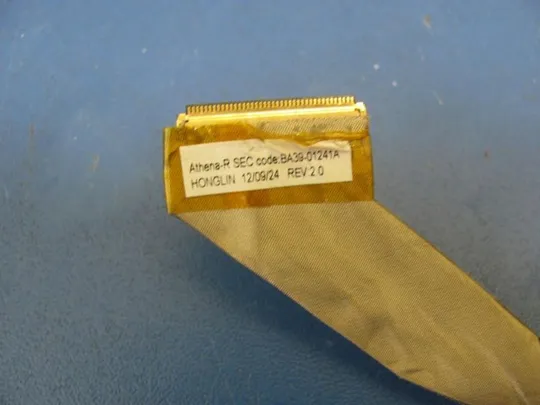 Athena-R SEC code:BA39-01241A
HONGLIN 12/09/24 REV:2.0